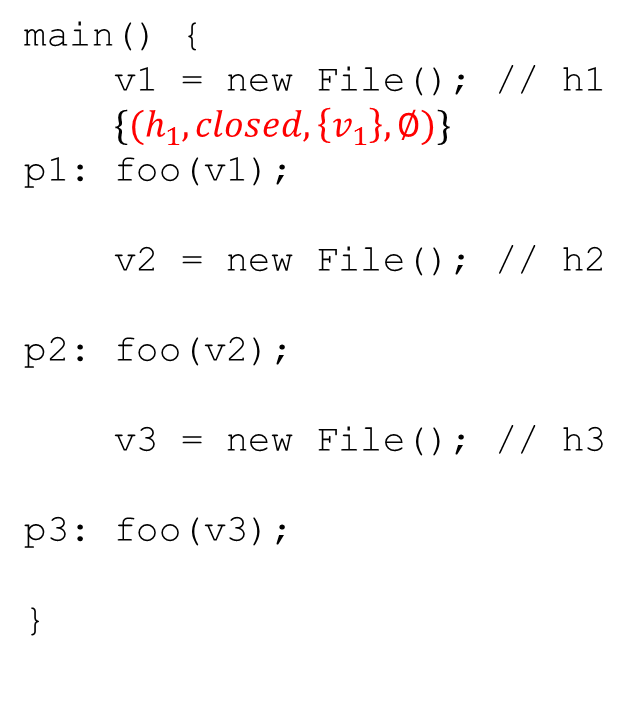 main() {
v1 = new File(); // h1
{(h₁, closed, {v₁}, ∅)}
p1: foo(v1);
v2 = new File(); // h2
p2: foo(v2);
v3 = new File(); // h3
p3: foo(v3);
}